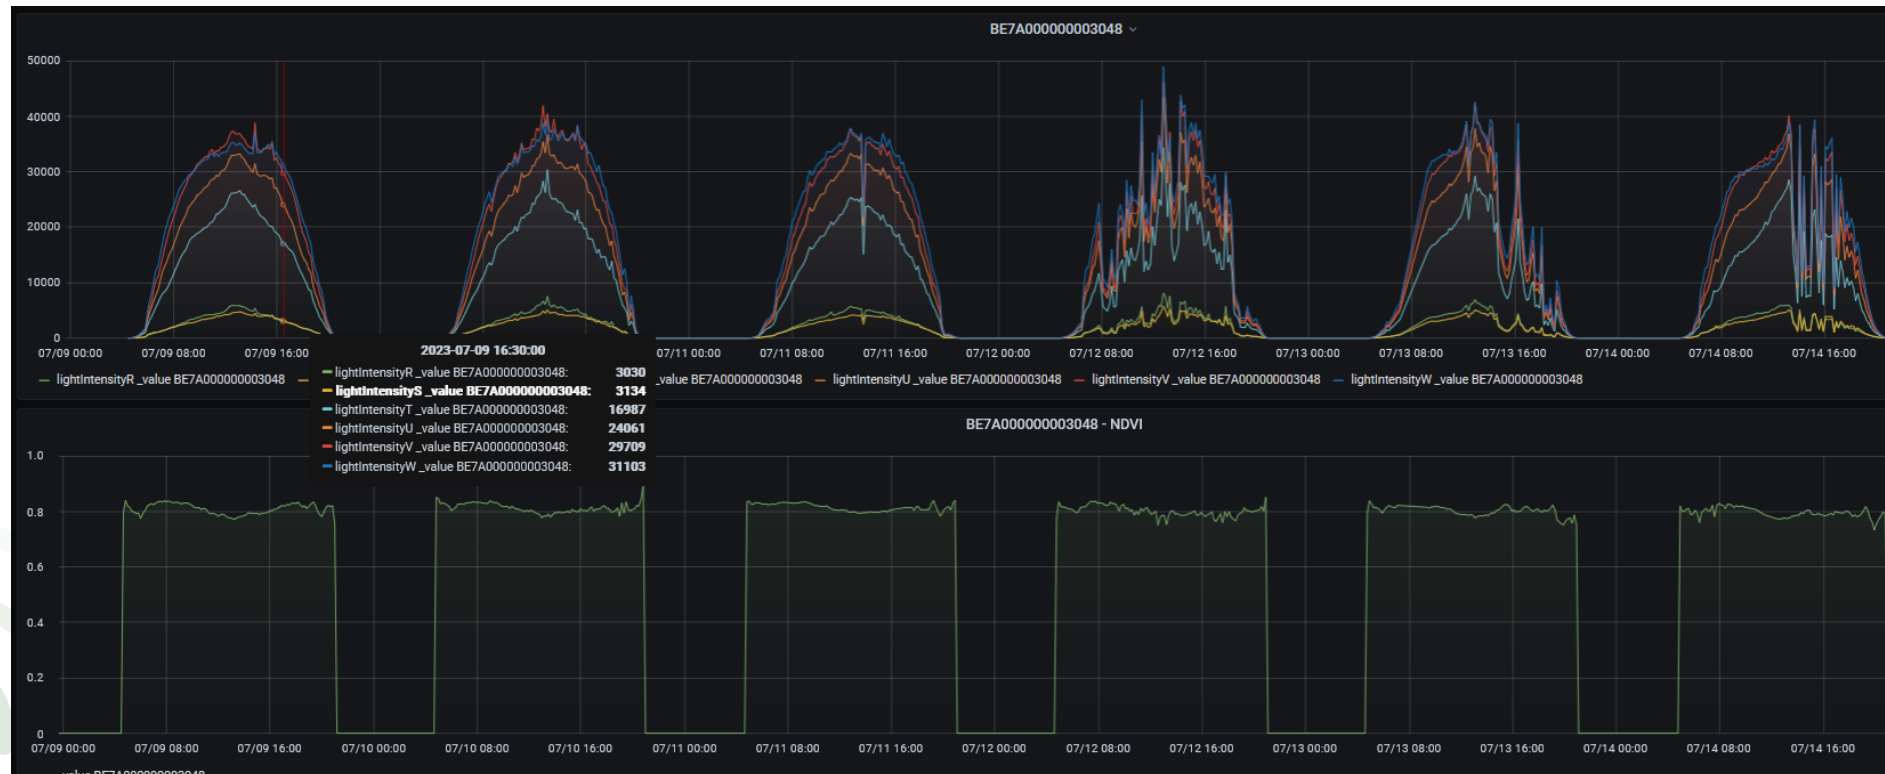 BE7A000000003048
50000
40000
30000
20000
10000
0
07/09 00:00 07/09 08:00 07/09 16:00 07/11 00:00 07/11 08:00 07/11 16:00 07/12 00:00 07/12 08:00 07/12 16:00 07/13 00:00 07/13 08:00 07/13 16:00 07/14 00:00 07/14 08:00 07/14 16:00
lightIntensityR _value BE7A000000003048 _value BE7A000000003048 lightIntensityU _value BE7A000000003048 lightIntensityV _value BE7A000000003048 lightIntensityW _value BE7A000000003048
2023-07-09 16:30:00
lightIntensityR _value BE7A000000003048: 3030
lightIntensityS _value BE7A000000003048: 3134
lightIntensityT _value BE7A000000003048: 16987
lightIntensityU _value BE7A000000003048: 24061
lightIntensityV _value BE7A000000003048: 29709
lightIntensityW _value BE7A000000003048: 31103
BE7A000000003048 - NDVI
1.0
0.8
0.6
0.4
0.2
0
07/09 00:00 07/09 08:00 07/09 16:00 07/10 00:00 07/10 08:00 07/10 16:00 07/11 00:00 07/11 08:00 07/11 16:00 07/12 00:00 07/12 08:00 07/12 16:00 07/13 00:00 07/13 08:00 07/13 16:00 07/14 00:00 07/14 08:00 07/14 16:00
_value BE7A000000003048